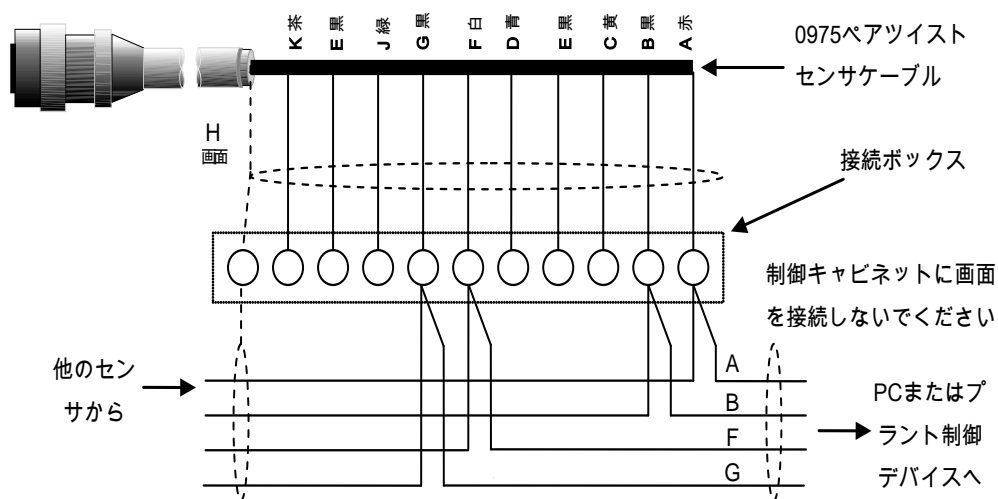 K 茶
E 黒
J 緑
G 黒
F 白
D 青
E 黒
C 黄
B 黒
A 赤
0975ペアツイスト
センサケーブル
H
画面
接続ボックス
制御キャビネットに画面
を接続しないでください
他のセン
サから
A
B
F
G
PCまたはプ
ラント制御
デバイスへ